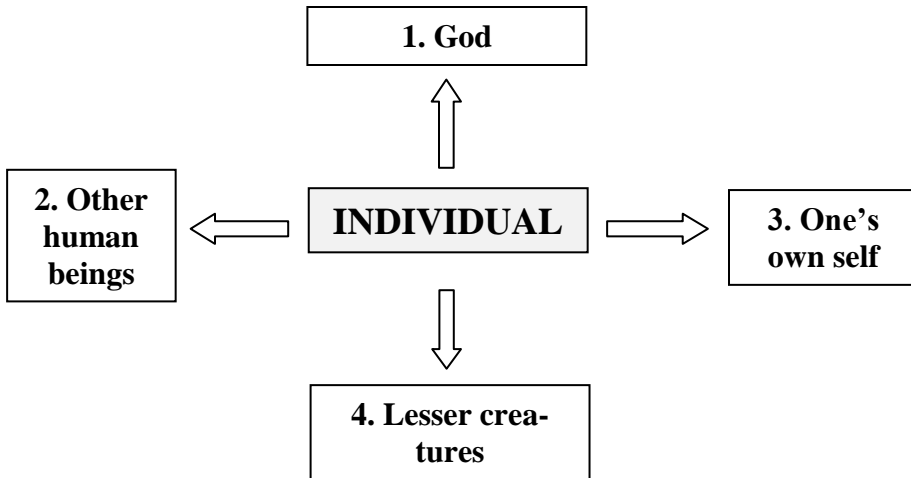 1. God
2. Other
human
beings
INDIVIDUAL
3. One’s
own self
4. Lesser crea-
tures